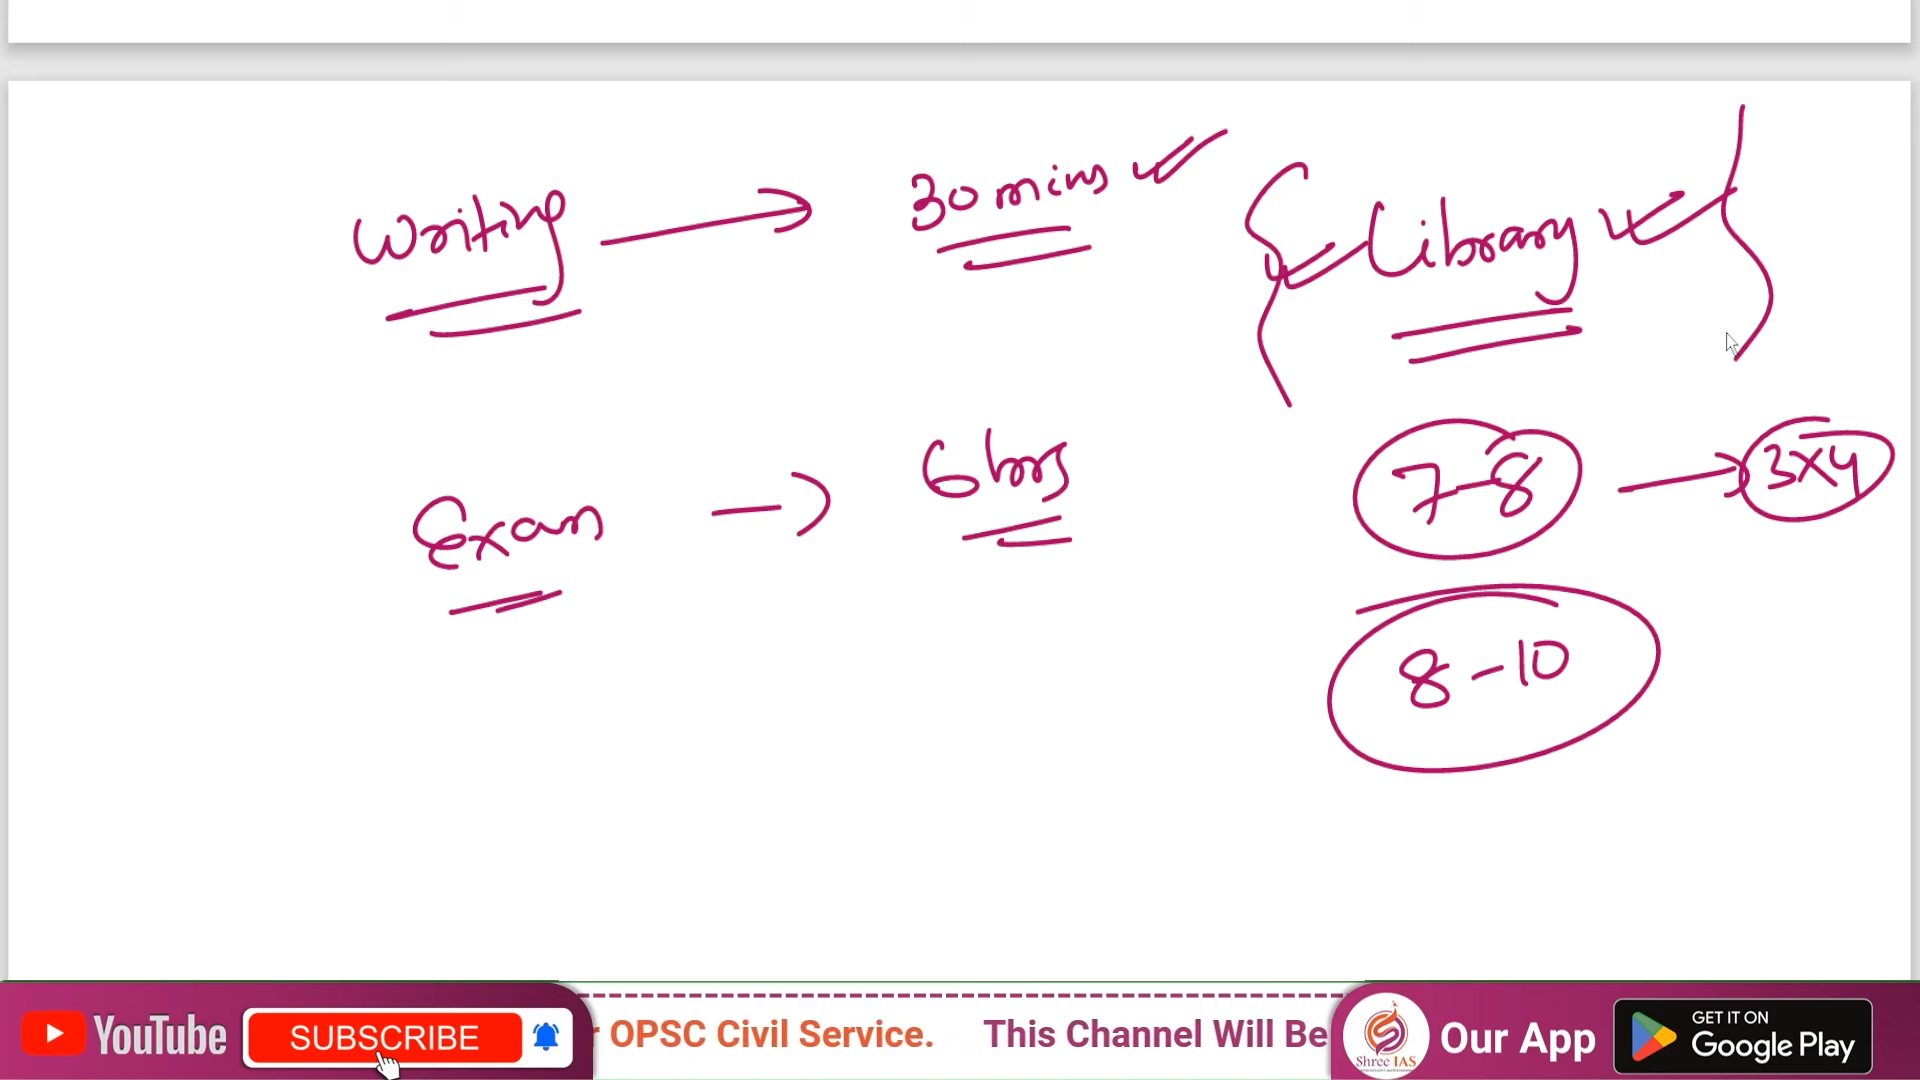 Writing → 30 mins
Library
Exam → 6 hrs
7-8 → 3x4
8-10
YouTube
SUBSCRIBE
r OPSC Civil Service. This Channel Will Be
Shree IAS
Our App
GET IT ON
Google Play